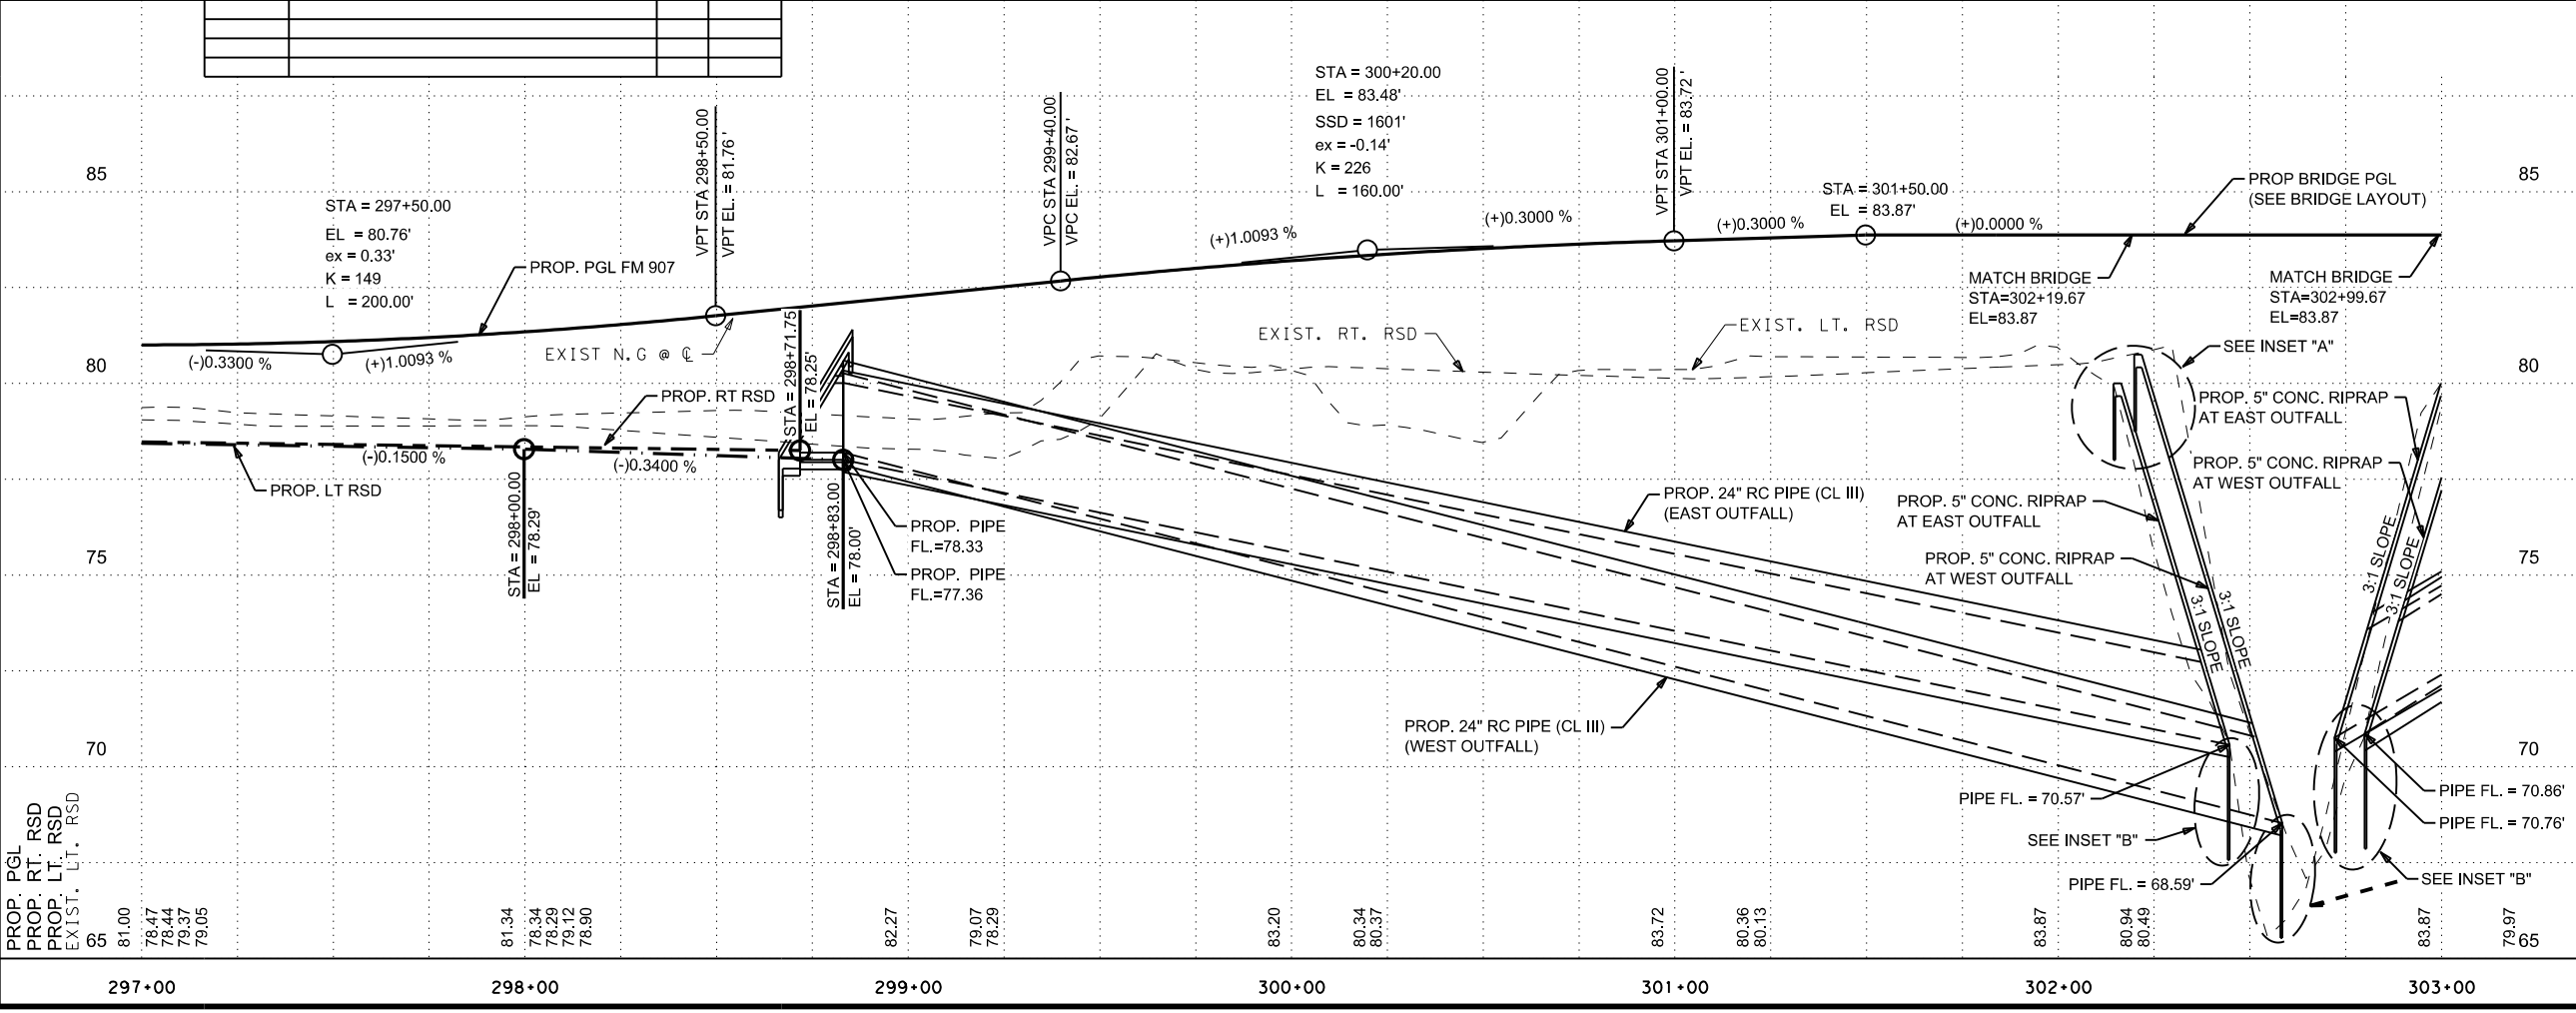 STA = 297+50.00
EL = 80.76'
ex = 0.33'
K = 149
L = 200.00'
PROP. PGL FM 907
(-)0.3300 %
(+)1.0093 %
EXIST N.G @ ℄
VPT STA 298+50.00
VPT EL. = 81.76 '
VPC STA 299+40.00
VPC EL. = 82.67 '
STA = 300+20.00
EL = 83.48'
SSD = 1601'
ex = -0.14'
K = 226
L = 160.00'
(+)1.0093 %
(+)0.3000 %
VPT STA 301+00.00
VPT EL. = 83.72 '
(+)0.3000 %
STA = 301+50.00
EL = 83.87'
(+)0.0000 %
PROP BRIDGE PGL
(SEE BRIDGE LAYOUT)
MATCH BRIDGE
STA=302+19.67
EL=83.87
MATCH BRIDGE
STA=302+99.67
EL=83.87
EXIST. RT. RSD
EXIST. LT. RSD
SEE INSET "A"
PROP. RT RSD
PROP. LT RSD
(-)0.1500 %
(-)0.3400 %
STA = 298+00.00
EL = 78.29'
STA = 298+71.75
EL = 78.25'
STA = 298+83.00
EL = 78.00'
PROP. PIPE
FL.=78.33
PROP. PIPE
FL.=77.36
PROP. 24" RC PIPE (CL III)
(EAST OUTFALL)
PROP. 24" RC PIPE (CL III)
(WEST OUTFALL)
PROP. 5" CONC. RIPRAP
AT EAST OUTFALL
PROP. 5" CONC. RIPRAP
AT WEST OUTFALL
PROP. 5" CONC. RIPRAP
AT EAST OUTFALL
PROP. 5" CONC. RIPRAP
AT WEST OUTFALL
3:1 SLOPE
3:1 SLOPE
3:1 SLOPE
3:1 SLOPE
PIPE FL. = 70.57'
SEE INSET "B"
PIPE FL. = 68.59'
PIPE FL. = 70.86'
PIPE FL. = 70.76'
SEE INSET "B"
85
80
75
70
65
85
80
75
70
65
PROP. PGL
PROP. RT. RSD
PROP. LT. RSD
EXIST. LT. RSD
81.00
78.47
78.44
79.37
79.05
81.34
78.34
78.29
79.12
78.90
82.27
79.07
78.29
83.20
80.34
80.37
83.72
80.36
80.13
83.87
80.94
80.49
83.87
79.97
297+00
298+00
299+00
300+00
301+00
302+00
303+00